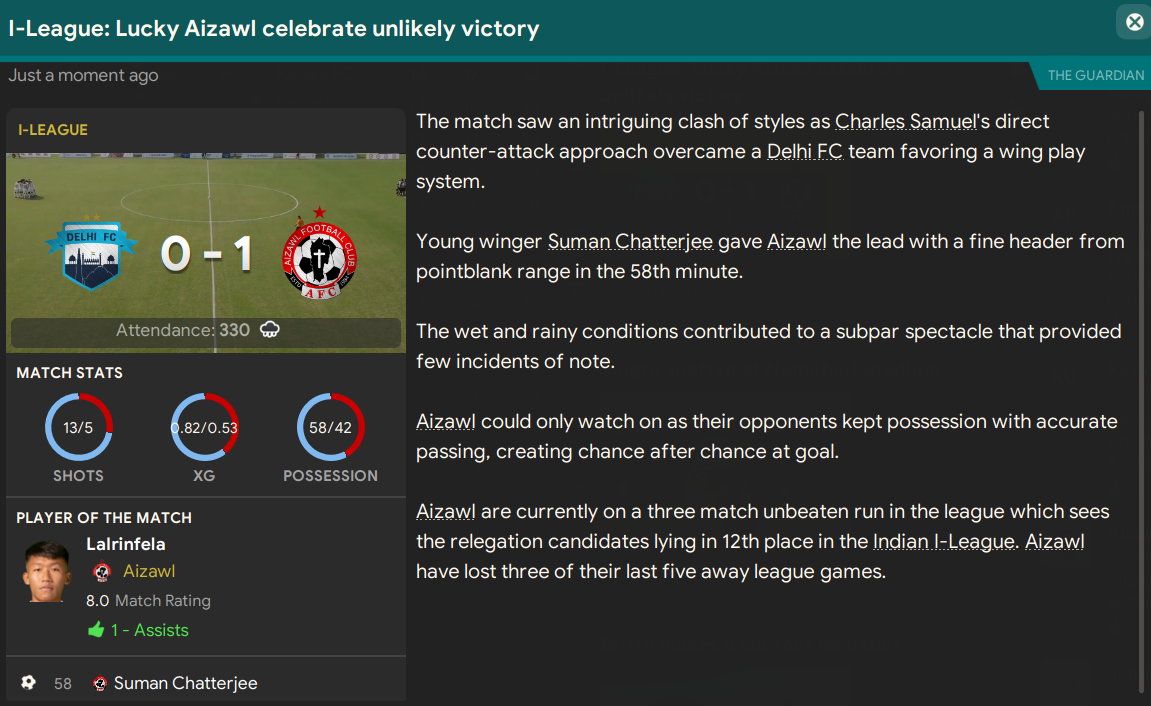 I-League: Lucky Aizawl celebrate unlikely victory
Just a moment ago
THE GUARDIAN
I-LEAGUE
DELHI FC
0 - 1
AIZAWL FOOTBALL CLUB
AFC
Attendance: 330
MATCH STATS
13/5
0.82/0.53
58/42
SHOTS
XG
POSSESSION
PLAYER OF THE MATCH
Lalrinfela
Aizawl
8.0 Match Rating
1 - Assists
58 Suman Chatterjee
The match saw an intriguing clash of styles as Charles Samuel's direct
counter-attack approach overcame a Delhi FC team favoring a wing play
system.
Young winger Suman Chatterjee gave Aizawl the lead with a fine header from
pointblank range in the 58th minute.
The wet and rainy conditions contributed to a subpar spectacle that provided
few incidents of note.
Aizawl could only watch on as their opponents kept possession with accurate
passing, creating chance after chance at goal.
Aizawl are currently on a three match unbeaten run in the league which sees
the relegation candidates lying in 12th place in the Indian I-League. Aizawl
have lost three of their last five away league games.